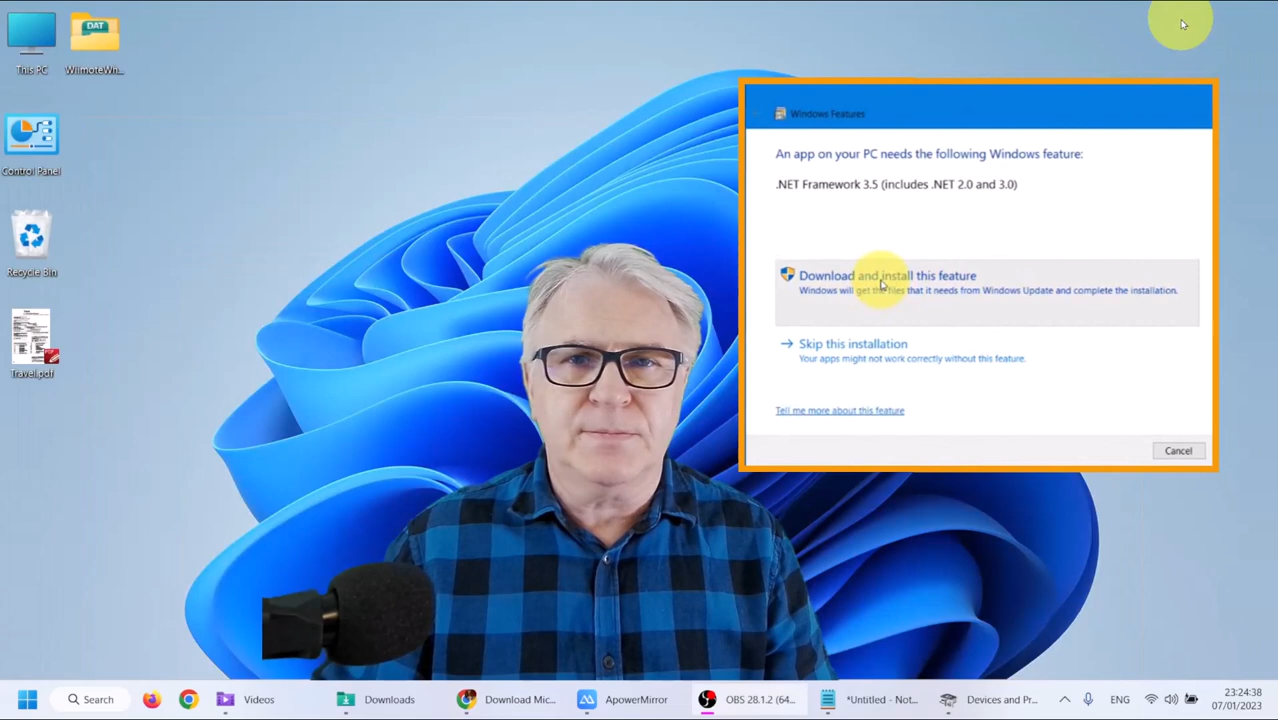 DAT
This PC
WilmoteWn...
Control Panel
Recycle Bin
Travel.pdf
Windows Features
An app on your PC needs the following Windows feature:
.NET Framework 3.5 (includes .NET 2.0 and 3.0)
Download and install this feature
Windows will get the files that it needs from Windows Update and complete the installation.
Skip this installation
Your apps might not work correctly without this feature.
Tell me more about this feature
Cancel
Search
Videos
Downloads
Download Mic...
ApowerMirror
OBS 28.1.2 (64...
*Untitled - Not...
Devices and Pr...
ENG
23:24:38
07/01/2023